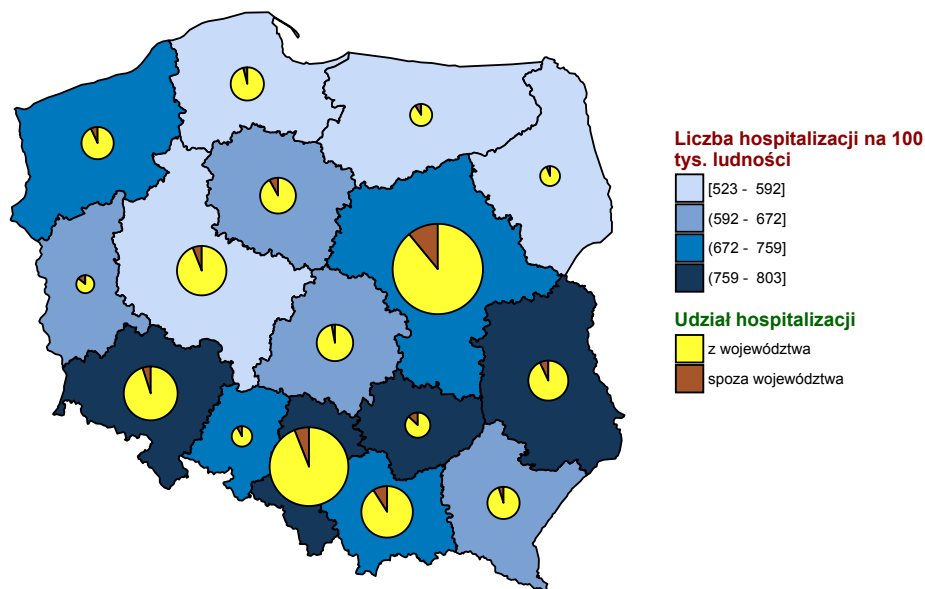 Liczba hospitalizacji na 100
tys. ludności
[523 - 592]
(592 - 672]
(672 - 759]
(759 - 803]
Udział hospitalizacji
z województwa
spoza województwa